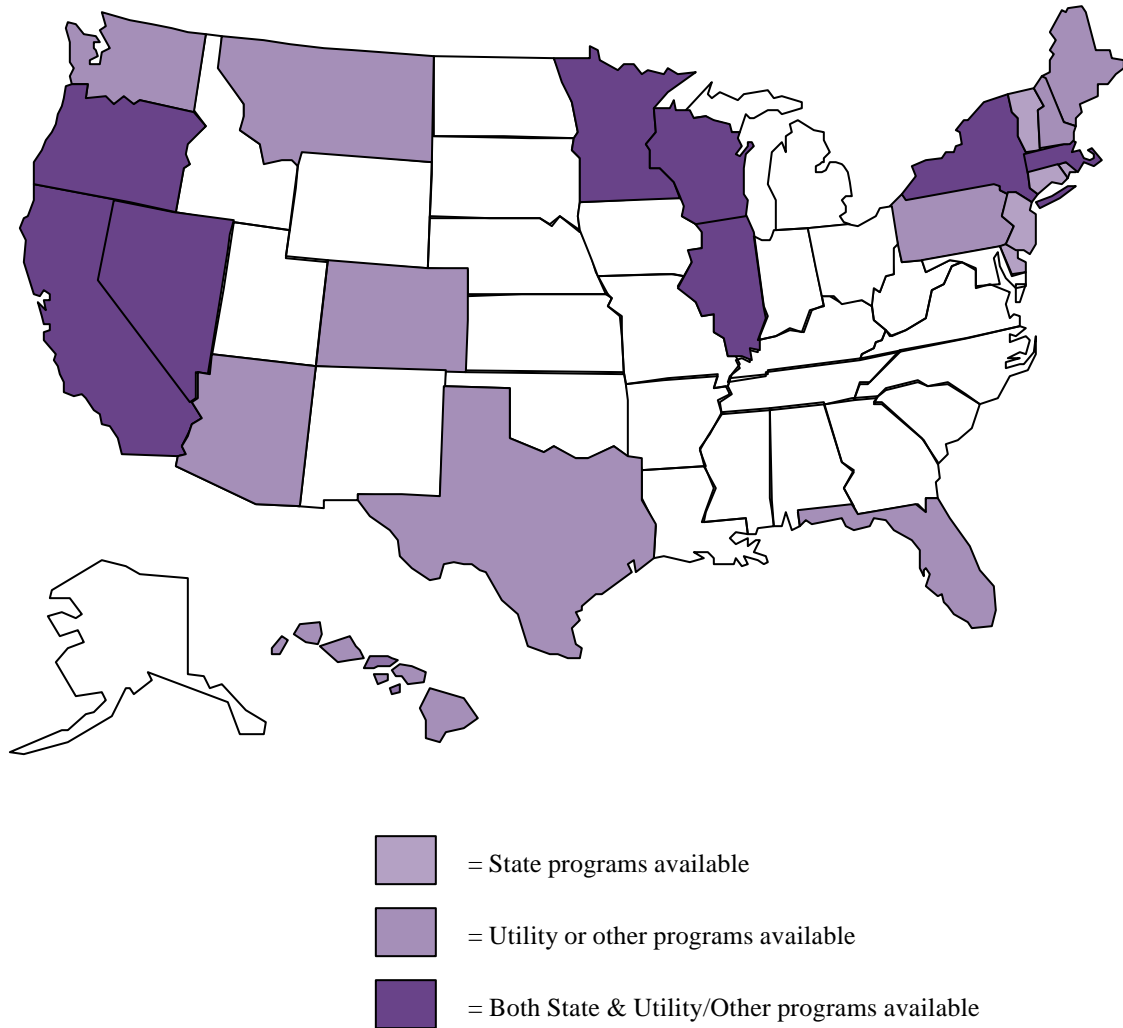 = State programs available
= Utility or other programs available
= Both State & Utility/Other programs available